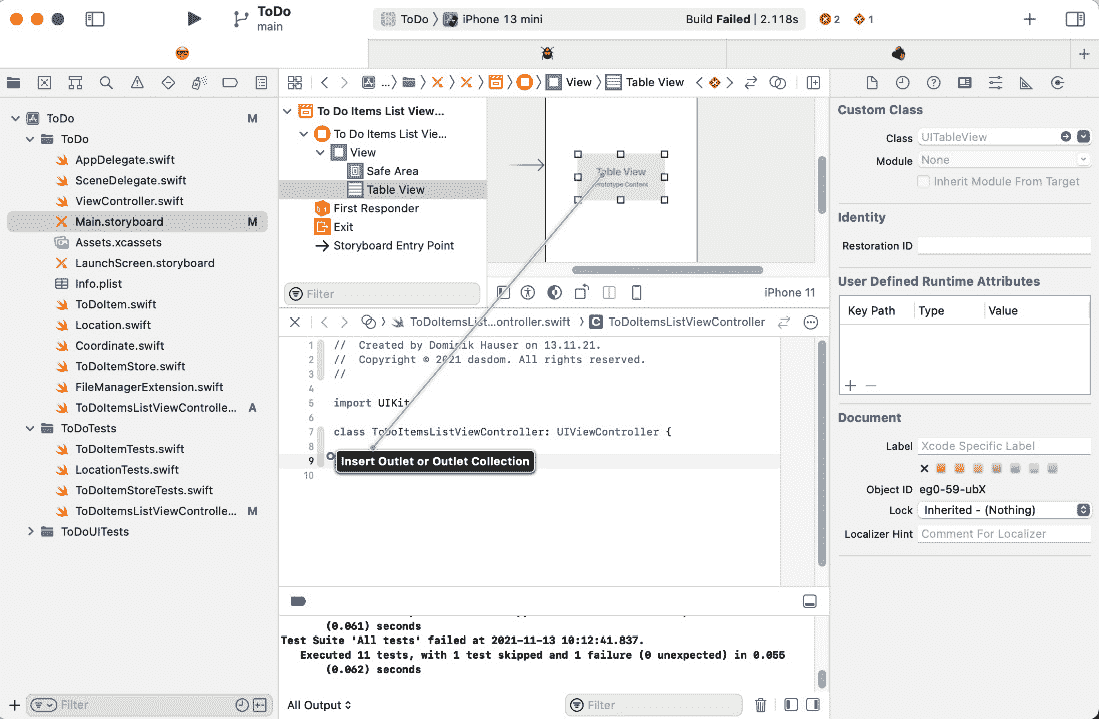 ToDo
main
ToDo 〉 iPhone 13 mini
Build Failed | 2.118s
2
1
... 〉 View 〉 Table View
ToDo M
ToDo
AppDelegate.swift
SceneDelegate.swift
ViewController.swift
Main.storyboard M
Assets.xcassets
LaunchScreen.storyboard
Info.plist
ToDoItem.swift
Location.swift
Coordinate.swift
ToDoItemStore.swift
FileManagerExtension.swift
ToDoItemsListViewControlle... A
ToDoTests
ToDoItemTests.swift
LocationTests.swift
ToDoItemStoreTests.swift
ToDoItemsListViewControlle... M
ToDoUITests
Filter
To Do Items List View...
To Do Items List Vie...
View
Safe Area
Table View
First Responder
Exit
Storyboard Entry Point
Filter
Table View
Prototype Content
iPhone 11
ToDoItemsList...ontroller.swift 〉 C ToDoItemsListViewController
1 // Created by Dominik Hauser on 13.11.21.
2 // Copyright © 2021 dasdom. All rights reserved.
3 //
4
5 import UIKit
6
7 class ToDoItemsListViewController: UIViewController {
8
9
10
Insert Outlet or Outlet Collection
(0.061) seconds
Test Suite 'All tests' failed at 2021-11-13 10:12:41.837.
Executed 11 tests, with 1 test skipped and 1 failure (0 unexpected) in 0.055
(0.062) seconds
All Output
Filter
Custom Class
Class UITableView
Module None
Inherit Module From Target
Identity
Restoration ID
User Defined Runtime Attributes
Key Path Type Value
Document
Label Xcode Specific Label
Object ID eg0-59-ubX
Lock Inherited - (Nothing)
Localizer Hint Comment For Localizer